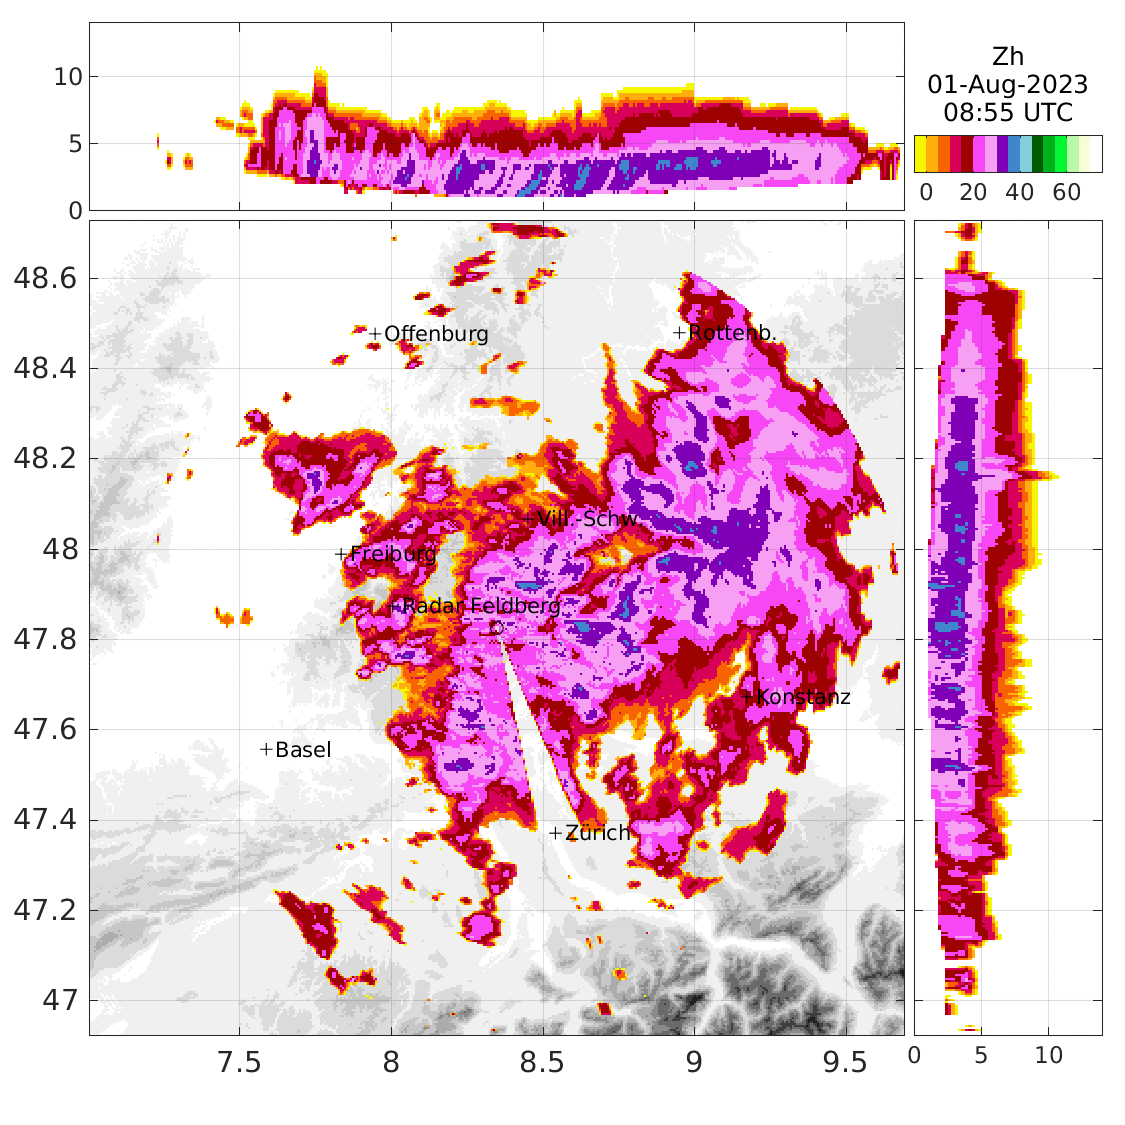 10
5
0
Zh
01-Aug-2023
08:55 UTC
0 20 40 60
48.6
48.4
48.2
48
47.8
47.6
47.4
47.2
47
+Offenburg
+Rottenb.
+Vill.-Schw.
+Freiburg
+Radar Feldberg
+Konstanz
+Basel
+Zürich
7.5 8 8.5 9 9.5
0 5 10